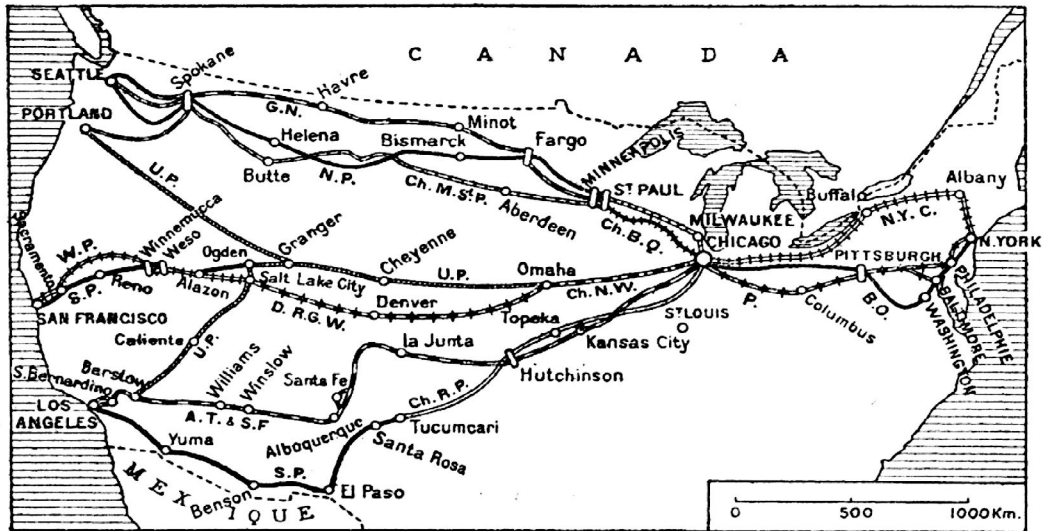 CANADA
SEATTLE
Spokane
Havre
G.N.
PORTLAND
Minot
Helena
Bismarck
Fargo
MINNEAPOLIS
Butte
N.P.
Ch. M. St. P.
Aberdeen
ST PAUL
Ch. B. Q.
MILWAUKEE
CHICAGO
Buffalo
Albany
N.Y.C.
N.YORK
PITTSBURGH
U.P.
Sacramento
W.P.
Winnemucca
Weso
Ogden
Granger
Cheyenne
U.P.
Omaha
Ch. N. W.
S.P.
Reno
Alazon
Salt Lake City
Denver
D. R. G. W.
SAN FRANCISCO
Topeka
ST LOUIS
P.
Columbus
B.O.
PHILADELPHIE
BALTIMORE
WASHINGTON
Caliente
U.P.
Kansas City
La Junta
Hutchinson
S. Bernardino
Barstow
Williams
Winslow
Santa Fe
LOS
ANGELES
A.T. & S.F
Ch. R. P.
Albuquerque
Tucumcari
Santa Rosa
Yuma
S.P.
Benson
El Paso
MEXIQUE
0 500 1000 Km.